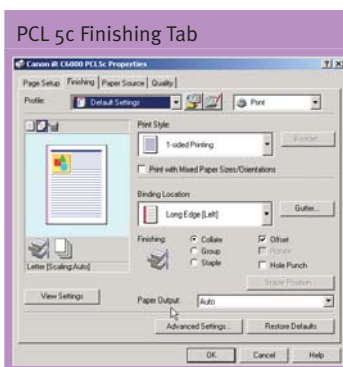 PCL 5c Finishing Tab
Canon iR C6800 PCL5c Properties
Page Setup Finishing Paper Source Quality
Profile: Default Settings Print
Print Style:
1-sided Printing Booklet
Print with Mixed Paper Sizes/Orientations
Binding Location:
Long Edge [Left] Gutter...
Finishing: Collate Offset
Group Rotate
Staple Hole Punch
Letter [Scaling:Auto]
Staple Position
View Settings Paper Output: Auto
Advanced Settings... Restore Defaults
OK Cancel Help